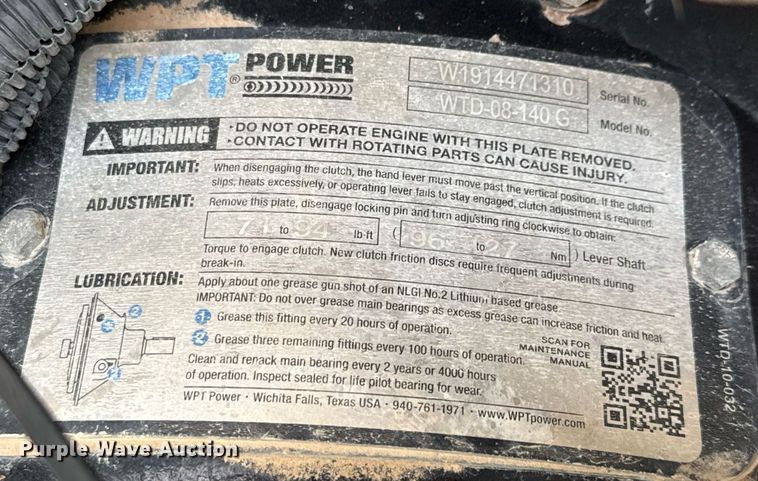 WPT® POWER
W1914471310 Serial No.
WTD-08-140 G Model No.
WARNING
• DO NOT OPERATE ENGINE WITH THIS PLATE REMOVED.
• CONTACT WITH ROTATING PARTS CAN CAUSE INJURY.
IMPORTANT: When disengaging the clutch, the hand lever must move past the vertical position. If the clutch
slips, heats excessively, or operating lever fails to stay engaged, clutch adjustment is required.
ADJUSTMENT: Remove this plate, disengage locking pin and turn adjusting ring clockwise to obtain:
71 to 94 lb·ft ( 96 to 127 Nm ) Lever Shaft
Torque to engage clutch. New clutch friction discs require frequent adjustments during
break-in.
LUBRICATION: Apply about one grease gun shot of an NLGI No.2 Lithium based grease.
IMPORTANT: Do not over grease main bearings as excess grease can increase friction and heat.
1 Grease this fitting every 20 hours of operation.
2 Grease three remaining fittings every 100 hours of operation.
Clean and repack main bearing every 2 years or 4000 hours
of operation. Inspect sealed for life pilot bearing for wear.
SCAN FOR
MAINTENANCE
MANUAL
WPT Power • Wichita Falls, Texas USA • 940-761-1971 • www.WPTpower.com
WTD-10-032
Purple Wave Auction